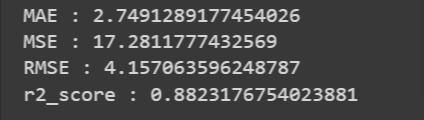 MAE : 2.7491289177454026
MSE : 17.2811777432569
RMSE : 4.157063596248787
r2_score : 0.8823176754023881